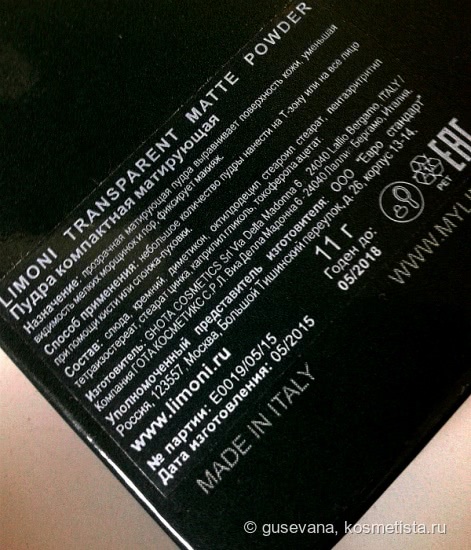 LIMONI TRANSPARENT MATTE POWDER
Пудра компактная матирующая
Назначение: прозрачная матирующая пудра выравнивает поверхность кожи, уменьшая
видимость мелких морщинок и пор, фиксирует макияж.
Способ применения: небольшое количество пудры нанести на Т-зону или на все лицо
при помощи кисти или спонжа-пуховки.
Состав: слюда, кремний, диметикон, октилдодецил стеароил стеарат, пентаэритритил
тетраизостеарат, стеарат цинка, каприлилгликоль, токоферола ацетат.
Изготовитель: GHOTA COSMETICS Srl Via Della Madonna 6, 24040 Lallio Bergamo, ITALY /
Компания ГОТА КОСМЕТИКС СРЛ Виа Делла Мадонна 6, 24040 Лалли Бергамо, Италия.
Уполномоченный представитель изготовителя: ООО "Евро стандарт"
Россия, 123557, Москва, Большой Тишинский переулок, д.26, корпус 13-14.
www.limoni.ru
11 г
№ партии: E0019/05/15
Годен до:
Дата изготовления: 05/2015
05/2018
MADE IN ITALY
WWW.MYLI
EAC
PET
© gusevana, kosmetista.ru